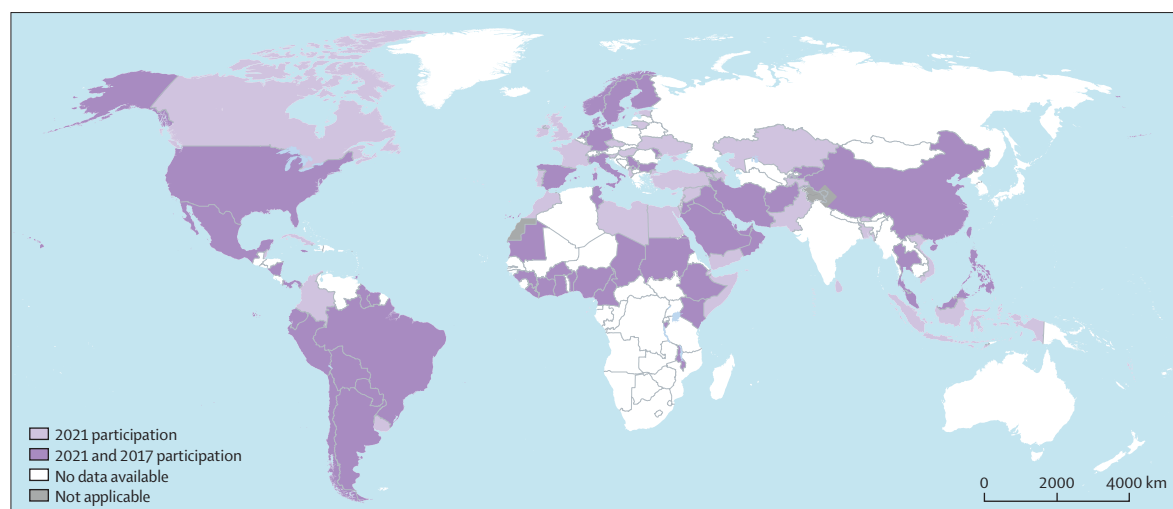 2021 participation
2021 and 2017 participation
No data available
Not applicable
0 2000 4000 km